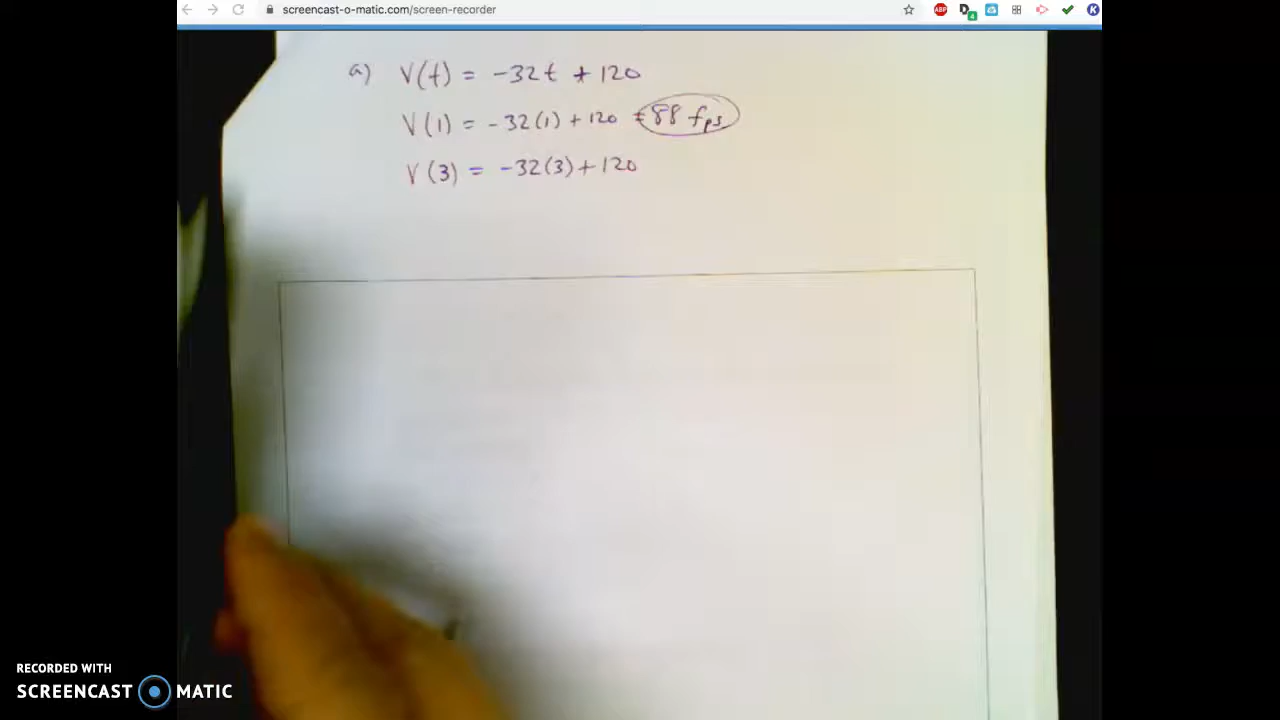 screencast-o-matic.com/screen-recorder
a) V(t) = -32t + 120
V(1) = -32(1) + 120 = 88 fps
V(3) = -32(3) + 120
RECORDED WITH
SCREENCAST MATIC